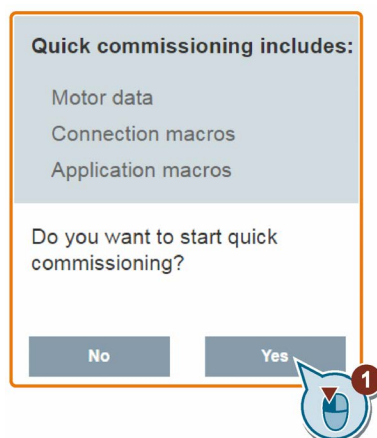 Quick commissioning includes:
Motor data
Connection macros
Application macros
Do you want to start quick
commissioning?
No
Yes
1